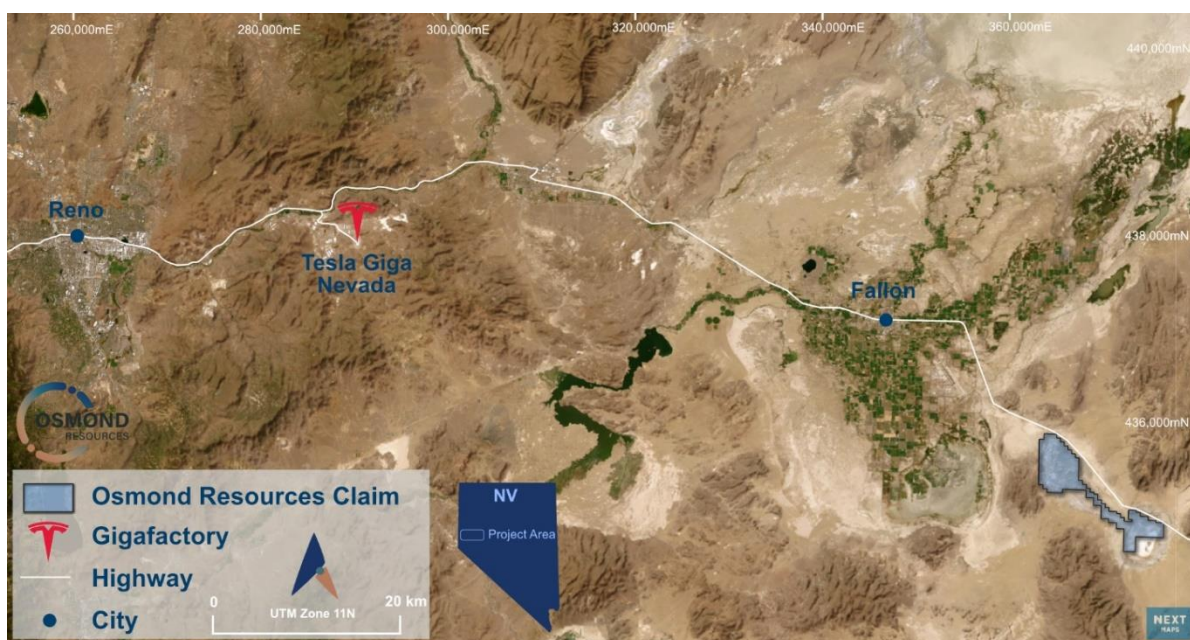 260,000mE
280,000mE
300,000mE
320,000mE
340,000mE
360,000mE
440,000mN
Reno
Tesla Giga
Nevada
438,000mN
Fallon
436,000mN
OSMOND
RESOURCES
Osmond Resources Claim
Gigafactory
Highway
City
UTM Zone 11N
0
20 km
NV
Project Area
NEXT
MAPS